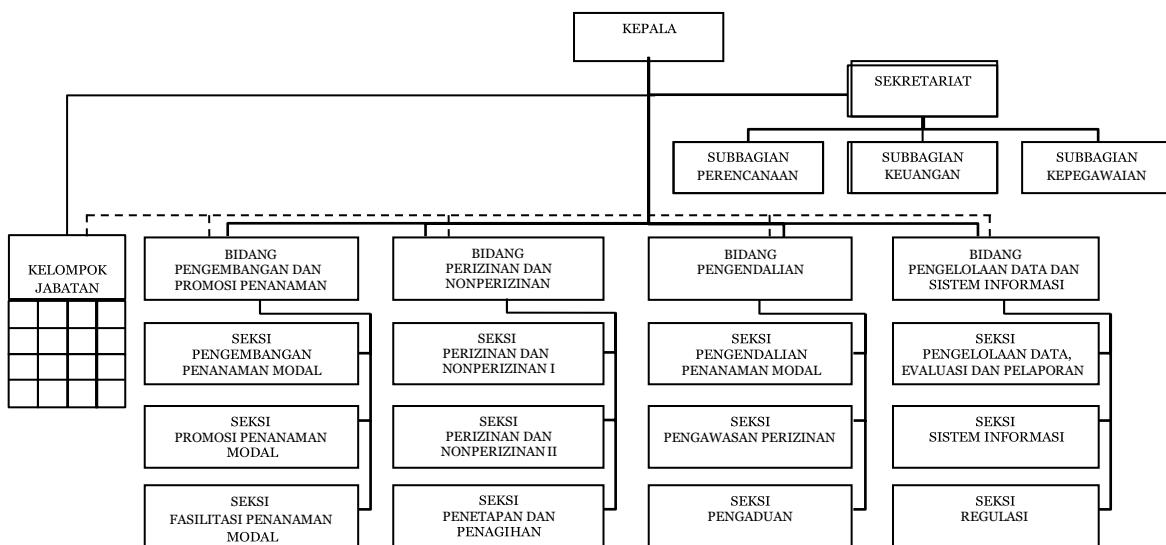 KEPALA
SEKRETARIAT
SUBBAGIAN
PERENCANAAN
SUBBAGIAN
KEUANGAN
SUBBAGIAN
KEPEGAWAIAN
KELOMPOK
JABATAN
BIDANG
PENGEMBANGAN DAN
PROMOSI PENANAMAN
SEKSI
PENGEMBANGAN
PENANAMAN MODAL
SEKSI
PROMOSI PENANAMAN
MODAL
SEKSI
FASILITASI PENANAMAN
MODAL
BIDANG
PERIZINAN DAN
NONPERIZINAN
SEKSI
PERIZINAN DAN
NONPERIZINAN I
SEKSI
PERIZINAN DAN
NONPERIZINAN II
SEKSI
PENETAPAN DAN
PENAGIHAN
BIDANG
PENGENDALIAN
SEKSI
PENGENDALIAN
PENANAMAN MODAL
SEKSI
PENGAWASAN PERIZINAN
SEKSI
PENGADUAN
BIDANG
PENGELOLAAN DATA DAN
SISTEM INFORMASI
SEKSI
PENGELOLAAN DATA,
EVALUASI DAN PELAPORAN
SEKSI
SISTEM INFORMASI
SEKSI
REGULASI